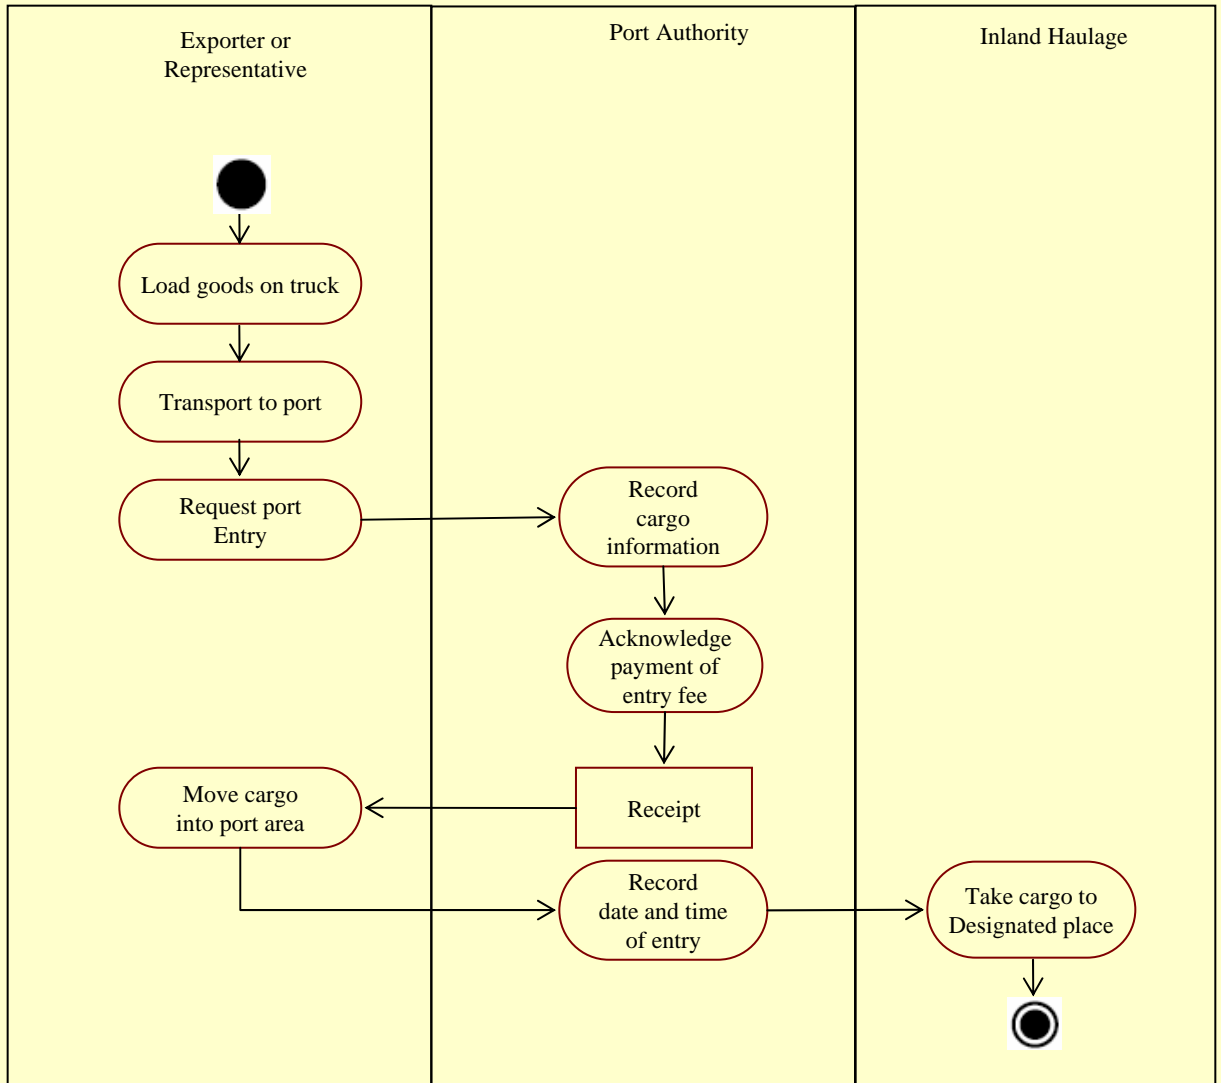 Exporter or
Representative
Port Authority
Inland Haulage
Load goods on truck
Transport to port
Request port
Entry
Record
cargo
information
Acknowledge
payment of
entry fee
Receipt
Move cargo
into port area
Record
date and time
of entry
Take cargo to
Designated place